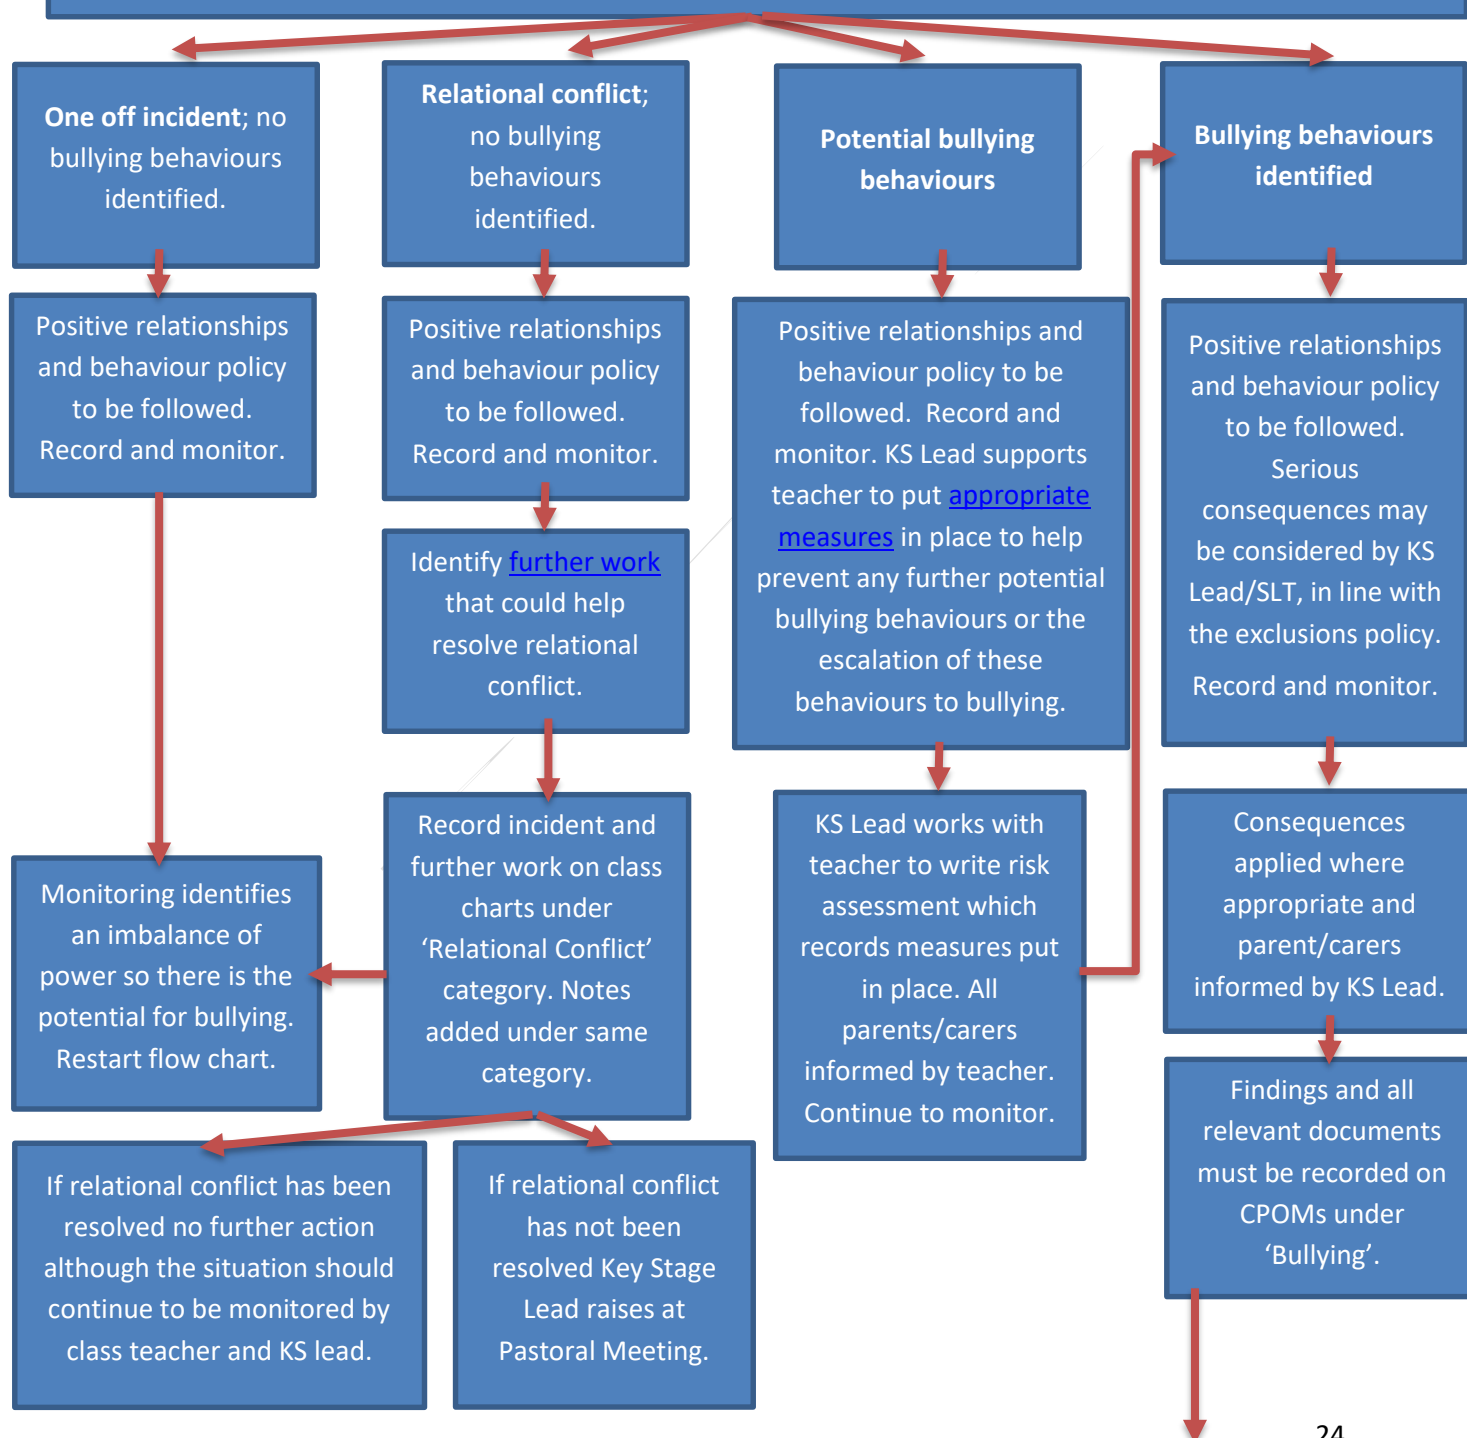 One off incident; no
bullying behaviours
identified.
Relational conflict;
no bullying
behaviours
identified.
Potential bullying
behaviours
Bullying behaviours
identified
Positive relationships
and behaviour policy
to be followed.
Record and monitor.
Positive relationships
and behaviour policy
to be followed.
Record and monitor.
Positive relationships and
behaviour policy to be
followed.  Record and
monitor. KS Lead supports
teacher to put appropriate
measures in place to help
prevent any further potential
bullying behaviours or the
escalation of these
behaviours to bullying.
Positive relationships
and behaviour policy
to be followed.
Serious
consequences may
be considered by KS
Lead/SLT, in line with
the exclusions policy.
Record and monitor.
Identify further work
that could help
resolve relational
conflict.
Monitoring identifies
an imbalance of
power so there is the
potential for bullying.
Restart flow chart.
Record incident and
further work on class
charts under
‘Relational Conflict’
category. Notes
added under same
category.
KS Lead works with
teacher to write risk
assessment which
records measures put
in place. All
parents/carers
informed by teacher.
Continue to monitor.
Consequences
applied where
appropriate and
parent/carers
informed by KS Lead.
Findings and all
relevant documents
must be recorded on
CPOMs under
‘Bullying’.
If relational conflict has been
resolved no further action
although the situation should
continue to be monitored by
class teacher and KS lead.
If relational conflict
has not been
resolved Key Stage
Lead raises at
Pastoral Meeting.
24